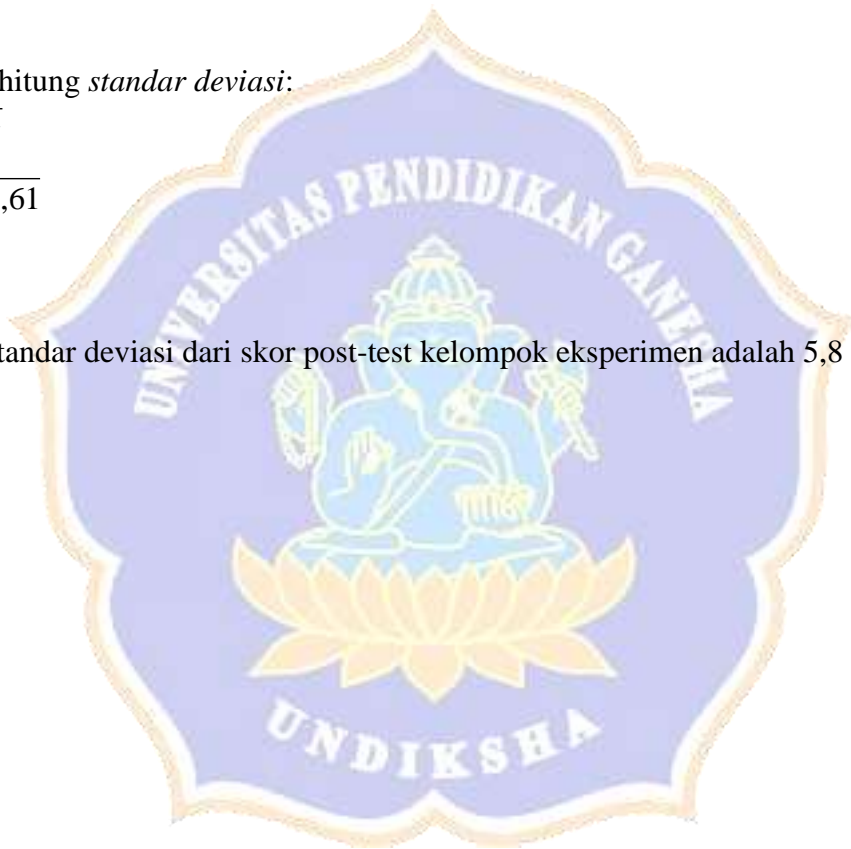 hitung standar deviasi:
,61
tandar deviasi dari skor post-test kelompok eksperimen adalah 5,8
UNIVERSITAS PENDIDIKAN GANESHA
UNDIKSHA